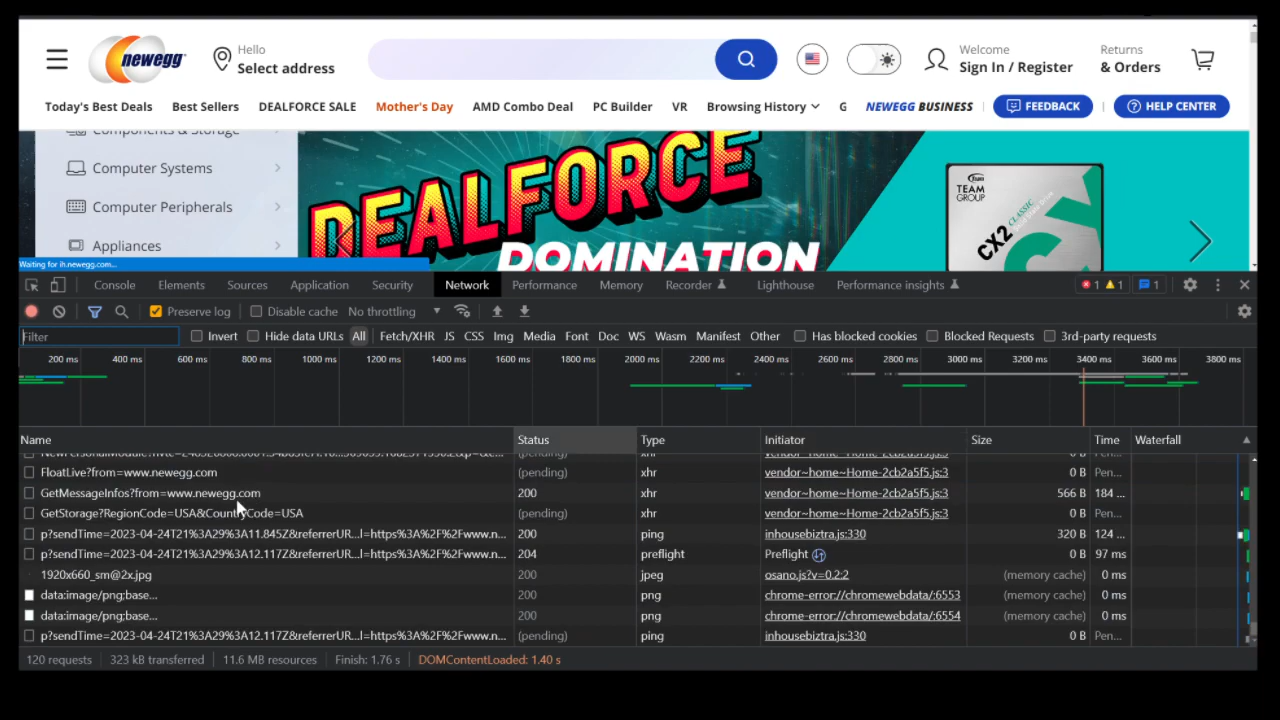 newegg
Hello
Select address
Welcome
Sign In / Register
Returns
& Orders
Today's Best Deals Best Sellers DEALFORCE SALE Mother's Day AMD Combo Deal PC Builder VR Browsing History G NEWEGG BUSINESS FEEDBACK HELP CENTER
Components & Storage
Computer Systems
Computer Peripherals
Appliances
DEALFORCE
DOMINATION
TEAM
GROUP
CX2 CLASSIC
Waiting for ih.newegg.com...
Console Elements Sources Application Security Network Performance Memory Recorder Lighthouse Performance insights 1 1 1
Preserve log Disable cache No throttling
Filter Invert Hide data URLs All Fetch/XHR JS CSS Img Media Font Doc WS Wasm Manifest Other Has blocked cookies Blocked Requests 3rd-party requests
200 ms 400 ms 600 ms 800 ms 1000 ms 1200 ms 1400 ms 1600 ms 1800 ms 2000 ms 2200 ms 2400 ms 2600 ms 2800 ms 3000 ms 3200 ms 3400 ms 3600 ms 3800 ms
Name Status Type Initiator Size Time Waterfall
(pending) xhr vendor~home~Home-2cb2a5f5.js:3 0 B Pen...
FloatLive?from=www.newegg.com (pending) xhr vendor~home~Home-2cb2a5f5.js:3 0 B Pen...
GetMessageInfos?from=www.newegg.com 200 xhr vendor~home~Home-2cb2a5f5.js:3 566 B 184 ...
GetStorage?RegionCode=USA&CountryCode=USA (pending) xhr vendor~home~Home-2cb2a5f5.js:3 0 B Pen...
p?sendTime=2023-04-24T21%3A29%3A11.845Z&referrerUR...l=https%3A%2F%2Fwww.n... 200 ping inhousebiztra.js:330 320 B 124 ...
p?sendTime=2023-04-24T21%3A29%3A12.117Z&referrerUR...l=https%3A%2F%2Fwww.n... 204 preflight Preflight 0 B 97 ms
1920x660_sm@2x.jpg 200 jpeg osano.js?v=0.2:2 (memory cache) 0 ms
data:image/png;base... 200 png chrome-error://chromewebdata/:6553 (memory cache) 0 ms
data:image/png;base... 200 png chrome-error://chromewebdata/:6554 (memory cache) 0 ms
p?sendTime=2023-04-24T21%3A29%3A12.117Z&referrerUR...l=https%3A%2F%2Fwww.n... (pending) ping inhousebiztra.js:330 0 B Pen...
120 requests 323 kB transferred 11.6 MB resources Finish: 1.76 s DOMContentLoaded: 1.40 s